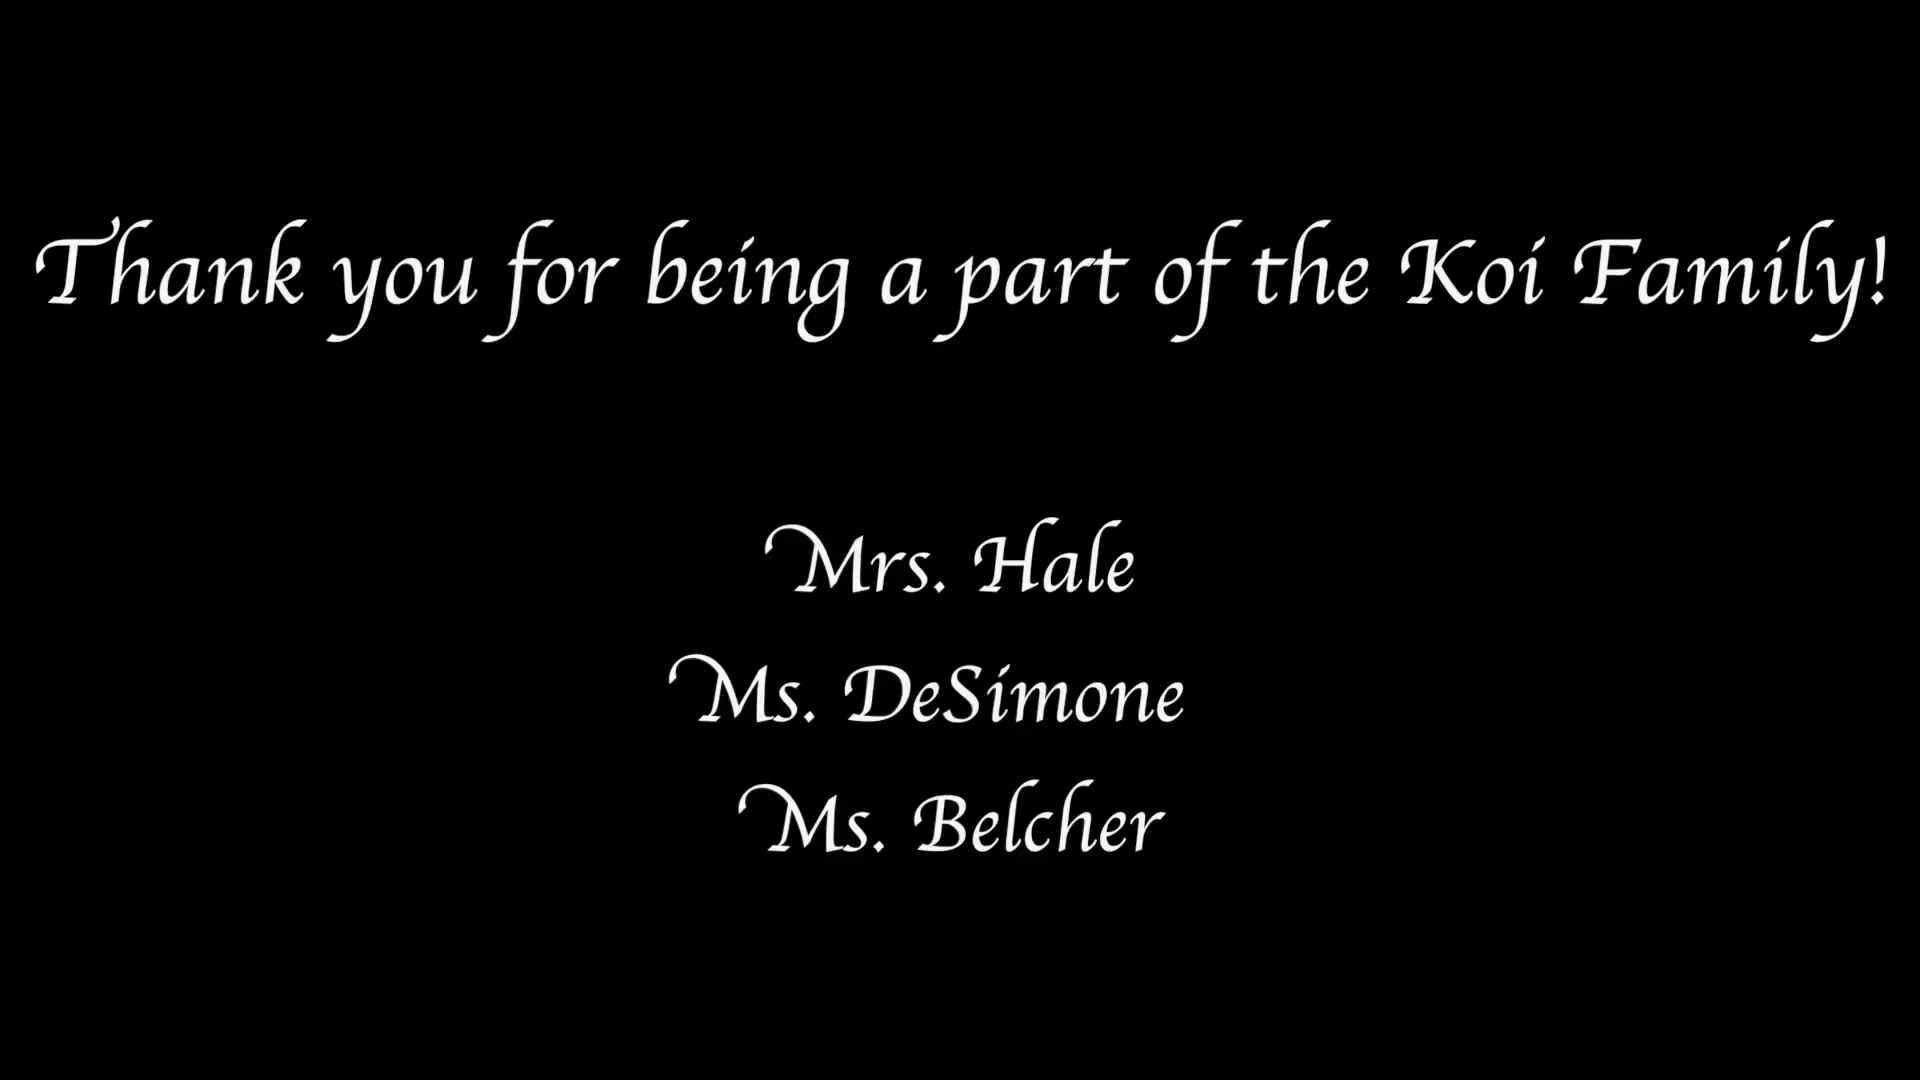 Thank you for being a part of the Koi Family!
Mrs. Hale
Ms. DeSimone
Ms. Belcher